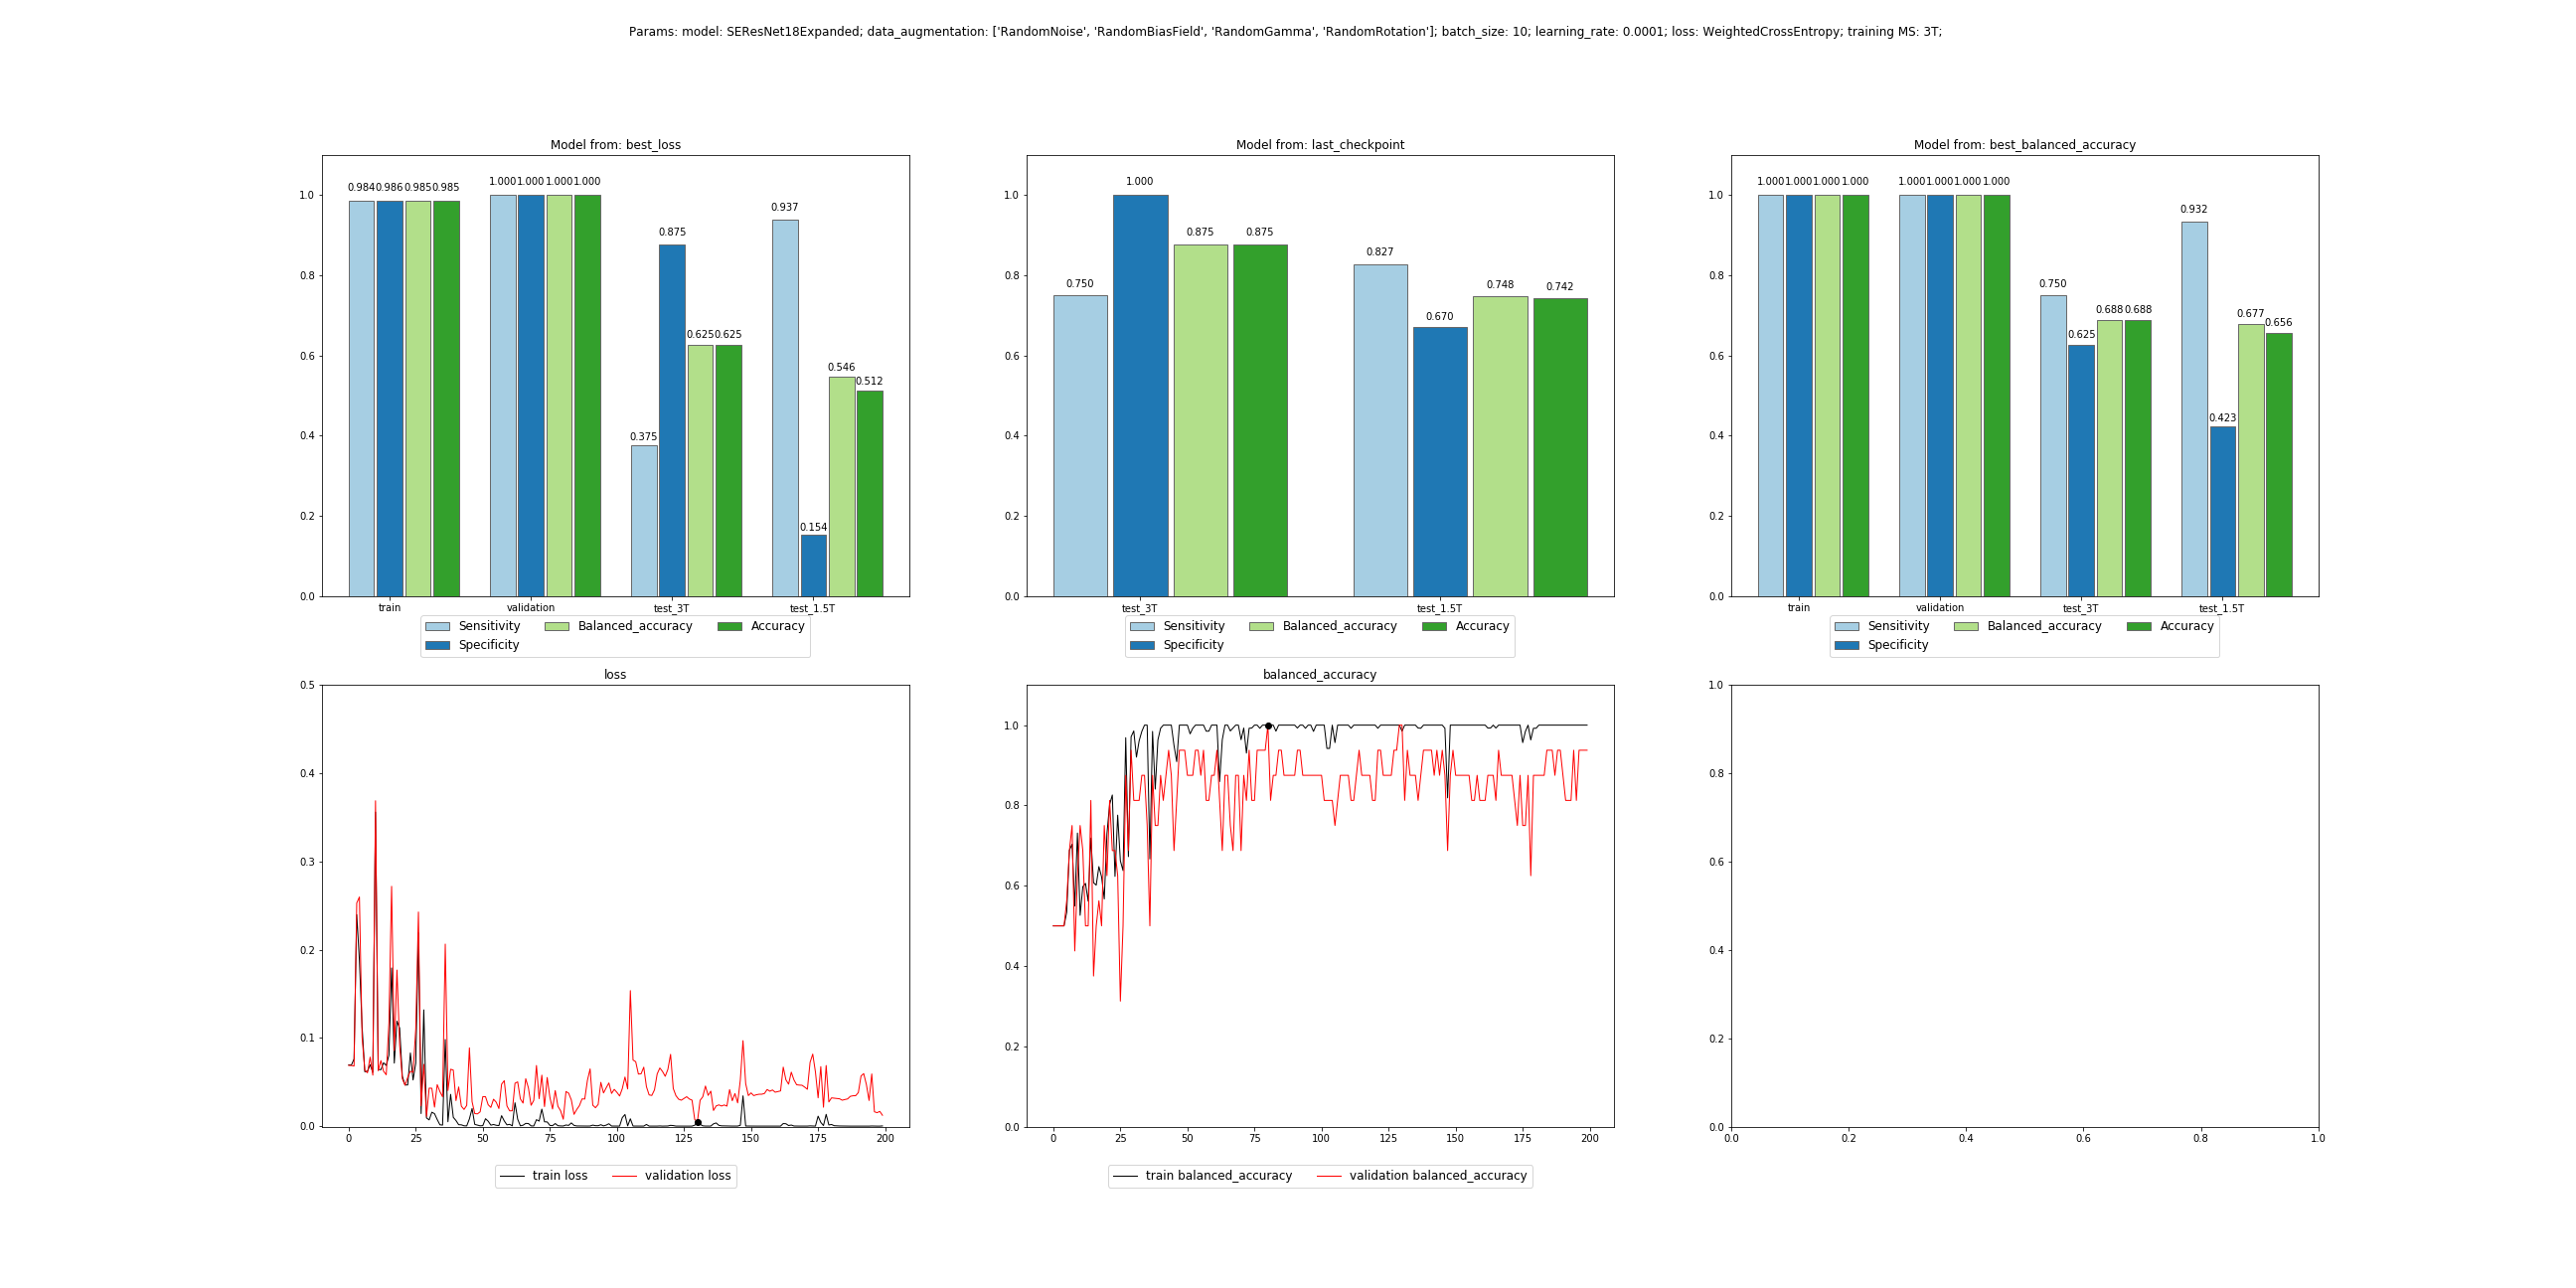 Params: model: SEResNet18Expanded; data_augmentation: ['RandomNoise', 'RandomBiasField', 'RandomGamma', 'RandomRotation']; batch_size: 10; learning_rate: 0.0001; loss: WeightedCrossEntropy; training MS: 3T;
Model from: best_loss
1.0
0.8
0.6
0.4
0.2
0.0
0.984 0.986 0.985 0.985
1.000 1.000 1.000 1.000
0.375 0.875 0.625 0.625
0.937 0.154 0.546 0.512
train validation test_3T test_1.5T
Sensitivity Balanced_accuracy Accuracy
Specificity
Model from: last_checkpoint
1.0
0.8
0.6
0.4
0.2
0.0
0.750 1.000 0.875 0.875
0.827 0.670 0.748 0.742
test_3T test_1.5T
Sensitivity Balanced_accuracy Accuracy
Specificity
Model from: best_balanced_accuracy
1.0
0.8
0.6
0.4
0.2
0.0
1.000 1.000 1.000 1.000
1.000 1.000 1.000 1.000
0.750 0.625 0.688 0.688
0.932 0.423 0.677 0.656
train validation test_3T test_1.5T
Sensitivity Balanced_accuracy Accuracy
Specificity
loss
0.5
0.4
0.3
0.2
0.1
0.0
0 25 50 75 100 125 150 175 200
train loss validation loss
balanced_accuracy
1.0
0.8
0.6
0.4
0.2
0.0
0 25 50 75 100 125 150 175 200
train balanced_accuracy validation balanced_accuracy
1.0
0.8
0.6
0.4
0.2
0.0
0.0 0.2 0.4 0.6 0.8 1.0